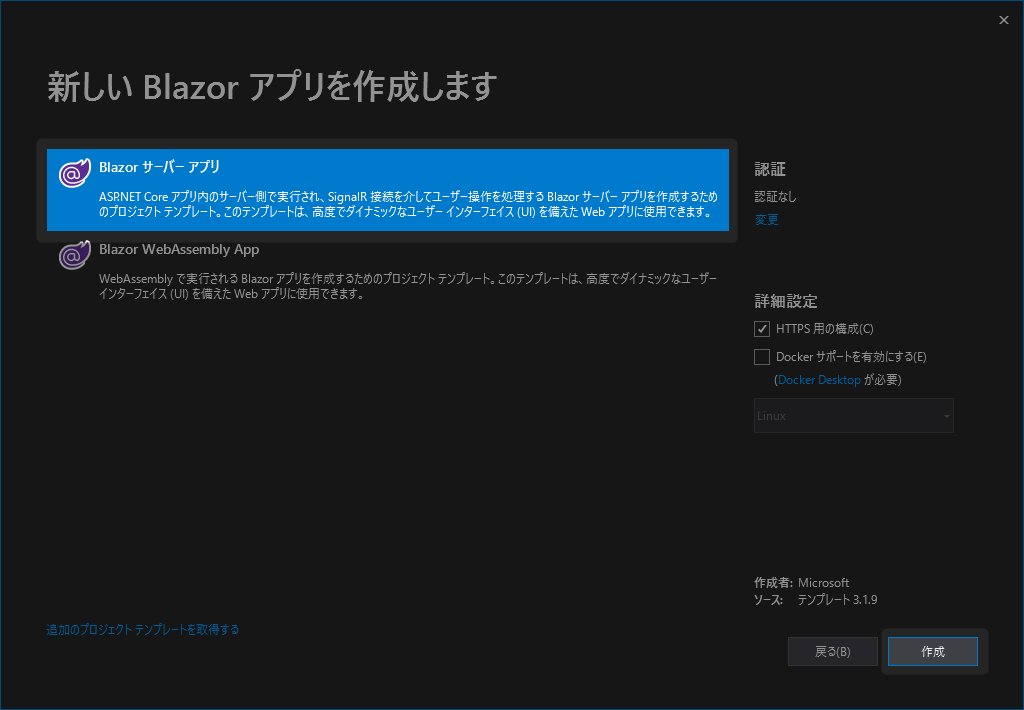 新しい Blazor アプリを作成します
Blazor サーバー アプリ
ASP.NET Core アプリ内のサーバー側で実行され、SignalR 接続を介してユーザー操作を処理する Blazor サーバー アプリを作成するため
のプロジェクト テンプレート。このテンプレートは、高度でダイナミックなユーザー インターフェイス (UI) を備えた Web アプリに使用できます。
Blazor WebAssembly App
WebAssembly で実行される Blazor アプリを作成するためのプロジェクト テンプレート。このテンプレートは、高度でダイナミックなユーザー
インターフェイス (UI) を備えた Web アプリに使用できます。
追加のプロジェクト テンプレートを取得する
認証
認証なし
変更
詳細設定
HTTPS 用の構成(C)
Docker サポートを有効にする(E)
(Docker Desktop が必要)
Linux
作成者: Microsoft
ソース: テンプレート 3.1.9
戻る(B)
作成